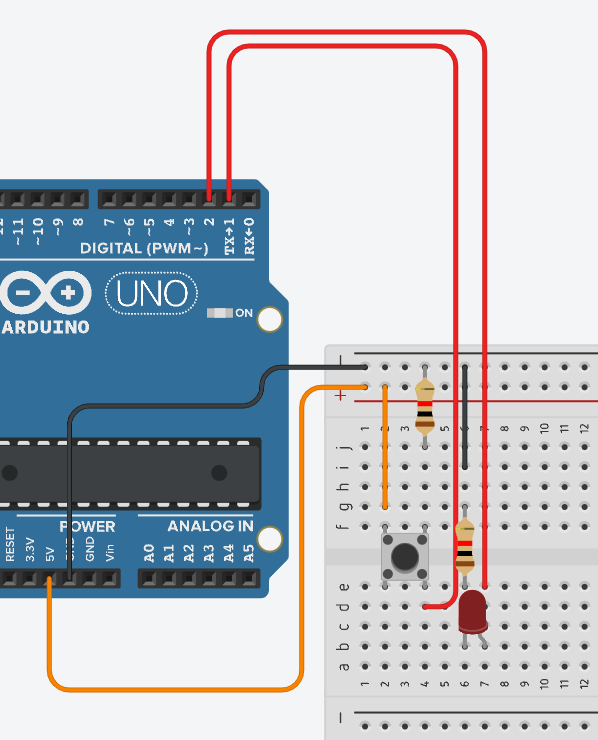 ~11 ~10 ~9 8 7 ~6 ~5 4 ~3 2 TX→1 RX←0
DIGITAL (PWM~)
UNO
ON
ARDUINO
POWER ANALOG IN
RESET 3.3V 5V GND GND Vin A0 A1 A2 A3 A4 A5
−
+
1 2 3 4 5 6 7 8 9 10 11 12
j
i
h
g
f
e
d
c
b
a
1 2 3 4 5 6 7 8 9 10 11 12
−